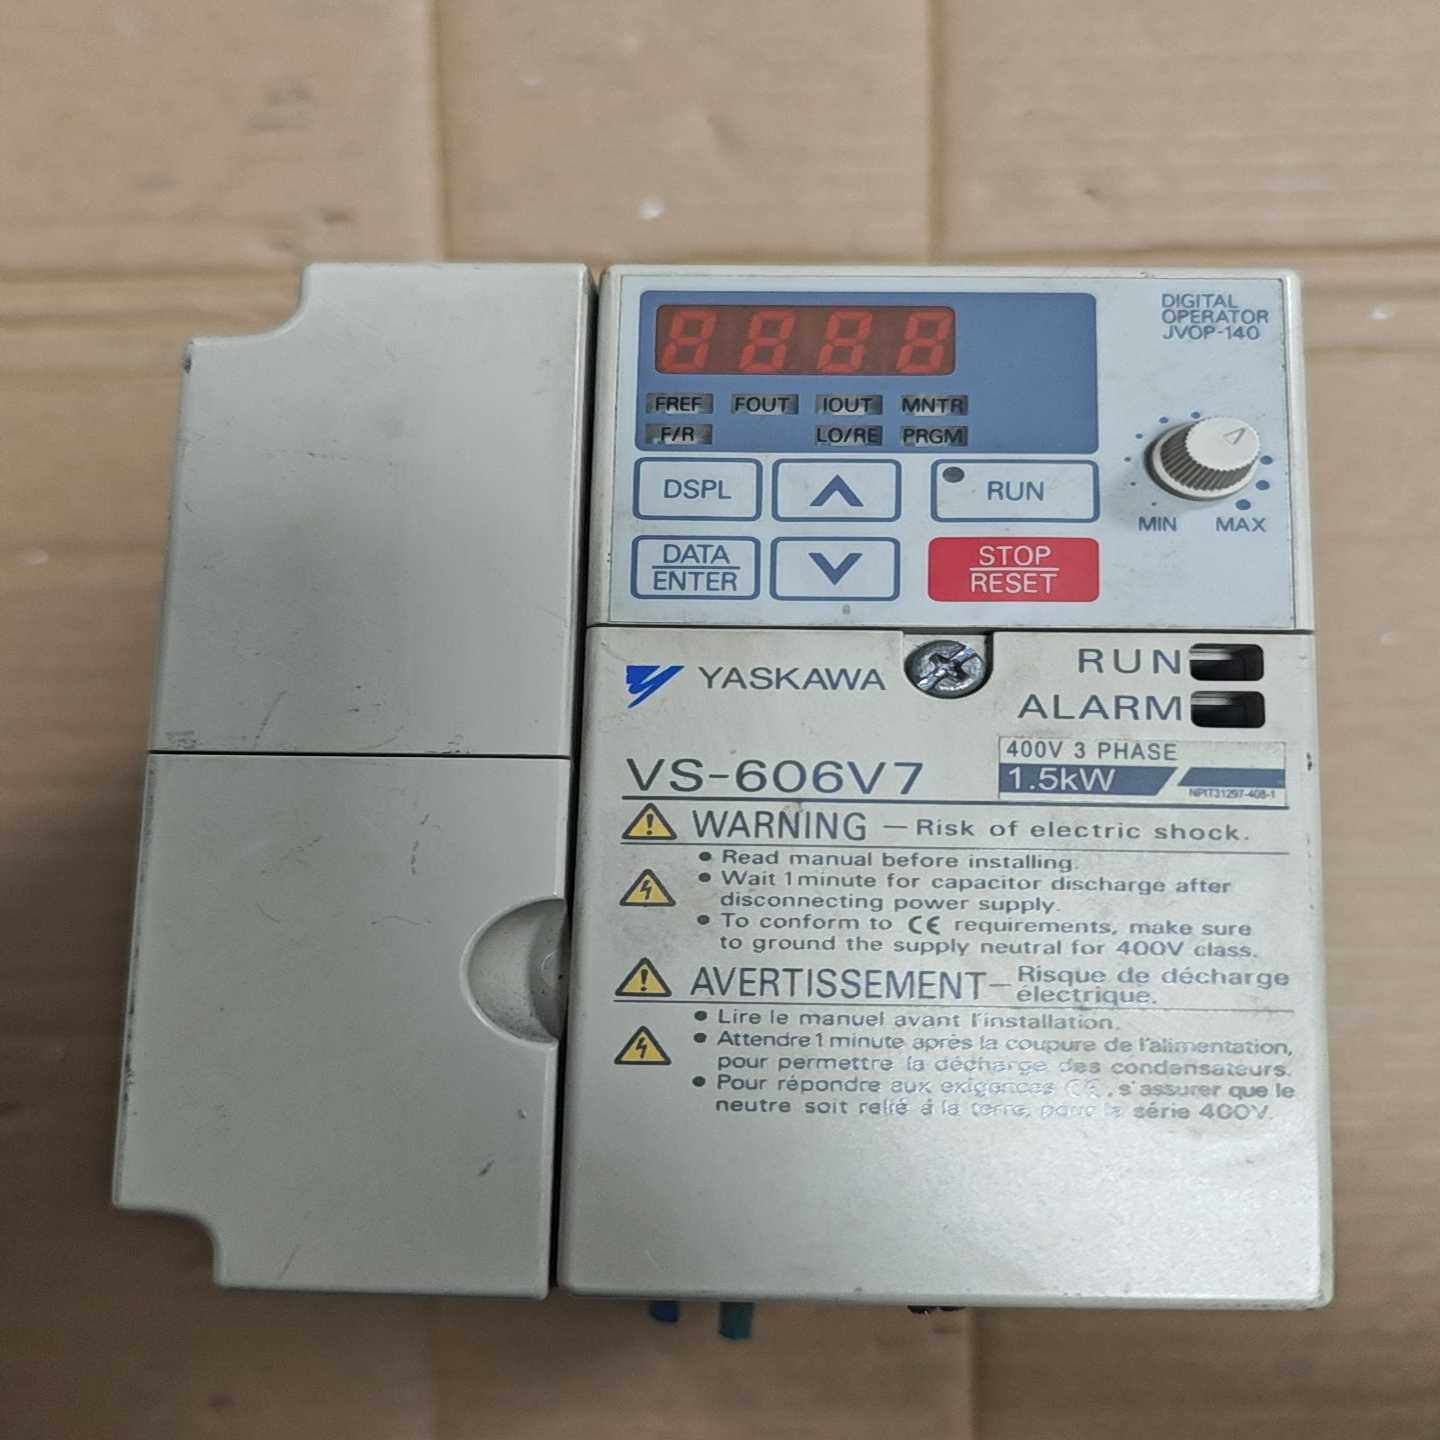 8888
DIGITAL
OPERATOR
JVOP-140
FREF FOUT IOUT MNTR
F/R LO/RE PRGM
DSPL RUN
MIN MAX
DATA
ENTER
STOP
RESET
YASKAWA
RUN
ALARM
VS-606V7
400V 3 PHASE
1.5kW
NPIT31297-408-1
WARNING — Risk of electric shock.
• Read manual before installing.
• Wait 1 minute for capacitor discharge after
disconnecting power supply.
• To conform to CE requirements, make sure
to ground the supply neutral for 400V class.
AVERTISSEMENT — Risque de décharge
électrique.
• Lire le manuel avant l'installation.
• Attendre 1 minute après la coupure de l'alimentation,
pour permettre la décharge des condensateurs.
• Pour répondre aux exigences CE, s'assurer que le
neutre soit relié á la terre, pour la série 400V.